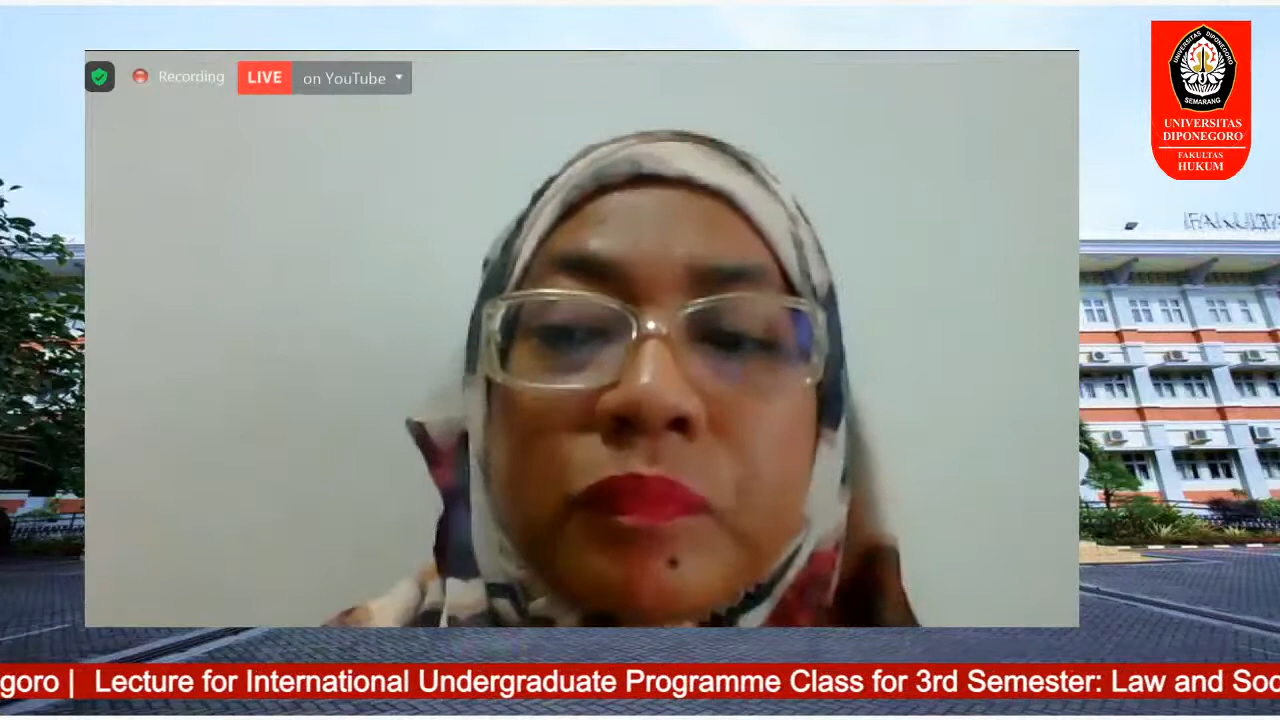 Recording
LIVE
on YouTube
UNIVERSITAS DIPONEGORO
SEMARANG
UNIVERSITAS
DIPONEGORO
FAKULTAS
HUKUM
goro | Lecture for International Undergraduate Programme Class for 3rd Semester: Law and Soc